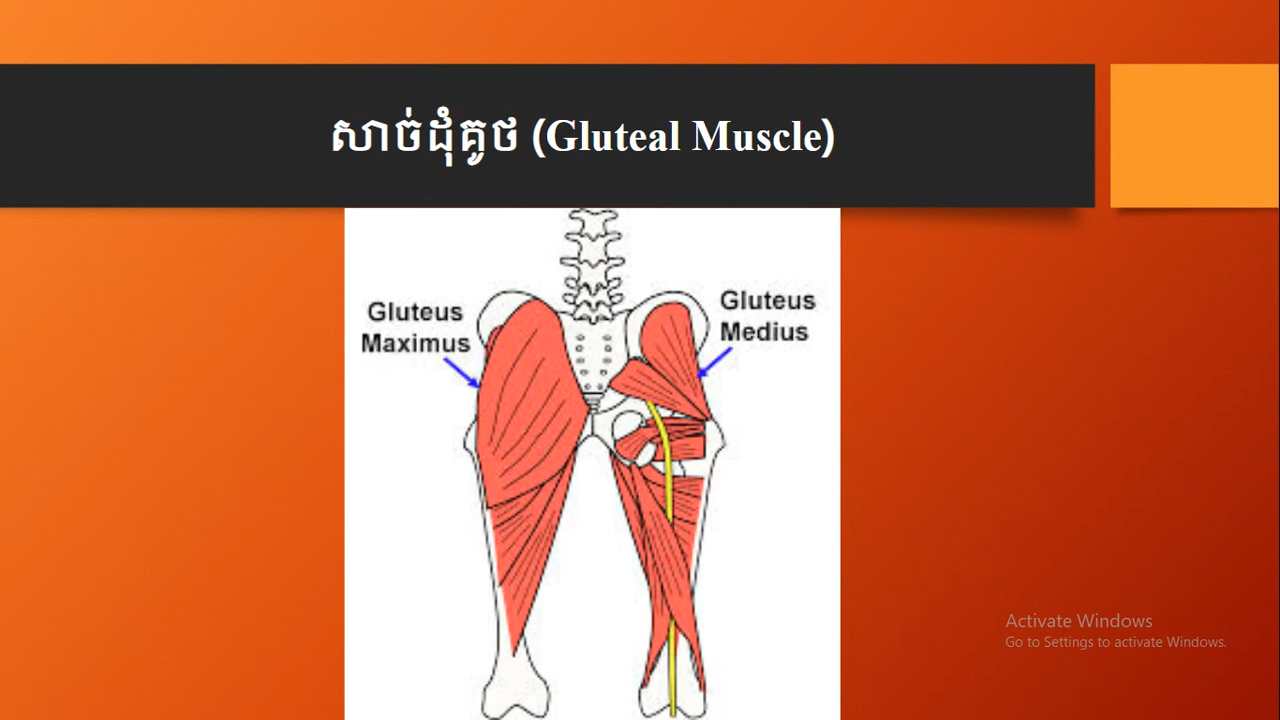 សាច់ដុំគូថ (Gluteal Muscle)
Gluteus
Maximus
Gluteus
Medius
Activate Windows
Go to Settings to activate Windows.